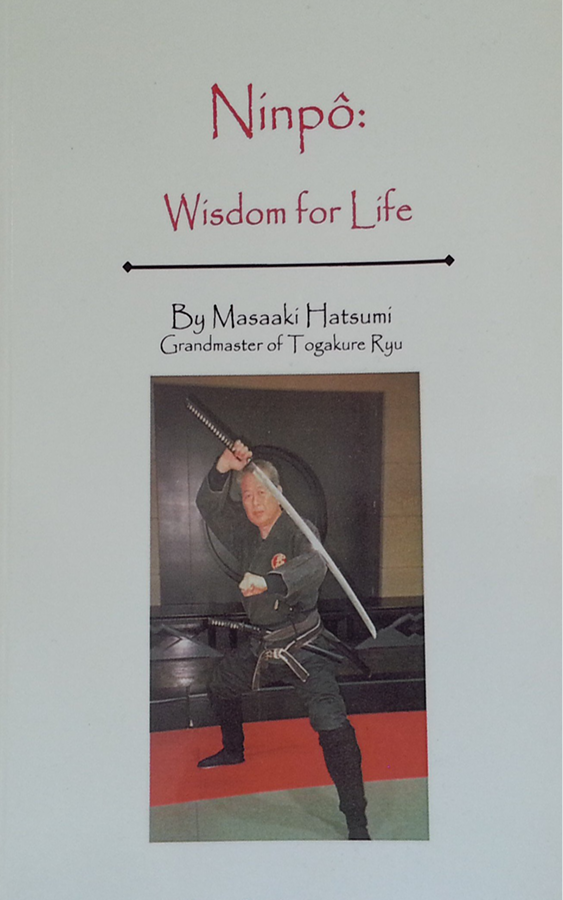 Ninpô:
Wisdom for Life
By Masaaki Hatsumi
Grandmaster of Togakure Ryu